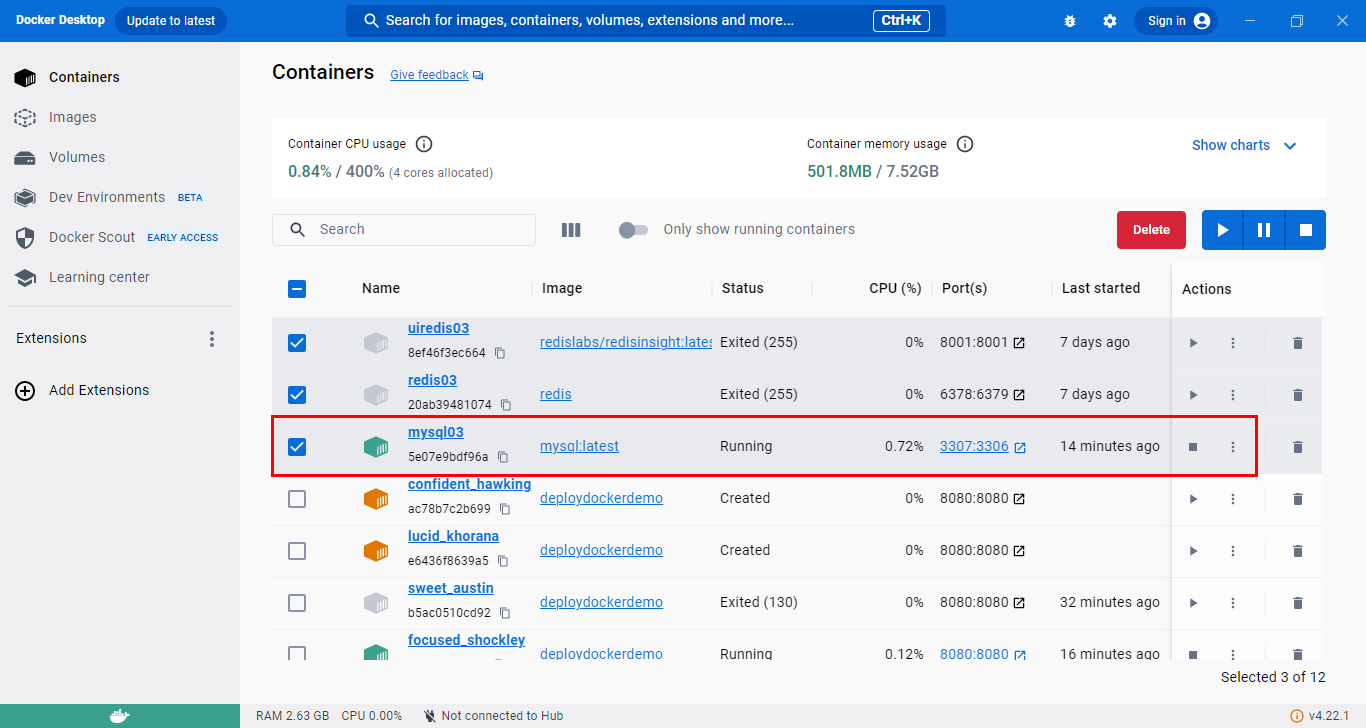 Docker Desktop Update to latest Search for images, containers, volumes, extensions and more... Ctrl+K Sign in
Containers
Images
Volumes
Dev Environments BETA
Docker Scout EARLY ACCESS
Learning center
Extensions
Add Extensions
Containers Give feedback
Container CPU usage
0.84% / 400% (4 cores allocated)
Container memory usage
501.8MB / 7.52GB
Show charts
Search Only show running containers Delete
Name Image Status CPU (%) Port(s) Last started Actions
uiredis03
8ef46f3ec664 redislabs/redisinsight:lates Exited (255) 0% 8001:8001 7 days ago
redis03
20ab39481074 redis Exited (255) 0% 6378:6379 7 days ago
mysql03
5e07e9bdf96a mysql:latest Running 0.72% 3307:3306 14 minutes ago
confident_hawking
ac78b7c2b699 deploydockerdemo Created 0% 8080:8080
lucid_khorana
e6436f8639a5 deploydockerdemo Created 0% 8080:8080
sweet_austin
b5ac0510cd92 deploydockerdemo Exited (130) 0% 8080:8080 32 minutes ago
focused_shockley
deploydockerdemo Running 0.12% 8080:8080 16 minutes ago
Selected 3 of 12
RAM 2.63 GB CPU 0.00% Not connected to Hub v4.22.1